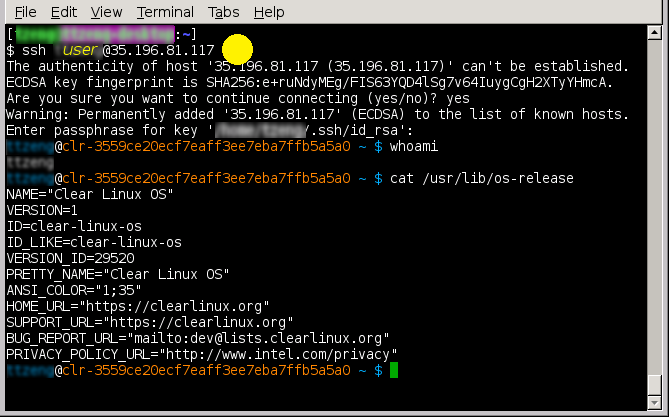 File Edit View Terminal Tabs Help
[:~]
$ ssh user@35.196.81.117
The authenticity of host '35.196.81.117 (35.196.81.117)' can't be established.
ECDSA key fingerprint is SHA256:e+ruNdyMEg/FIS63YQD4lSg7v64IuygCgH2XTyYHmcA.
Are you sure you want to continue connecting (yes/no)? yes
Warning: Permanently added '35.196.81.117' (ECDSA) to the list of known hosts.
Enter passphrase for key '/.ssh/id_rsa':
@clr-3559ce20ecf7eaff3ee7eba7ffb5a5a0 ~ $ whoami
@clr-3559ce20ecf7eaff3ee7eba7ffb5a5a0 ~ $ cat /usr/lib/os-release
NAME="Clear Linux OS"
VERSION=1
ID=clear-linux-os
ID_LIKE=clear-linux-os
VERSION_ID=29520
PRETTY_NAME="Clear Linux OS"
ANSI_COLOR="1;35"
HOME_URL="https://clearlinux.org"
SUPPORT_URL="https://clearlinux.org"
BUG_REPORT_URL="mailto:dev@lists.clearlinux.org"
PRIVACY_POLICY_URL="http://www.intel.com/privacy"
@clr-3559ce20ecf7eaff3ee7eba7ffb5a5a0 ~ $